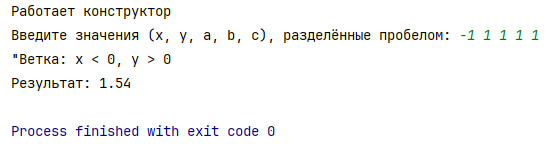 Работает конструктор
Введите значения (x, y, a, b, c), разделённые пробелом: -1 1 1 1 1
"Ветка: x < 0, y > 0
Результат: 1.54
Process finished with exit code 0